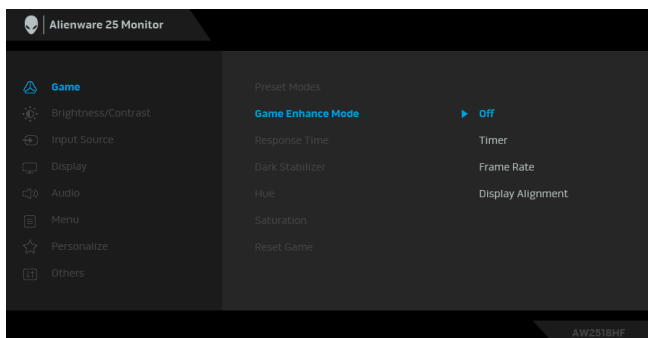 Alienware 25 Monitor
Game
Preset Modes
Brightness/Contrast
Game Enhance Mode
Off
Input Source
Response Time
Timer
Display
Dark Stabilizer
Frame Rate
Audio
Hue
Display Alignment
Menu
Saturation
Personalize
Reset Game
Others
AW2518HF